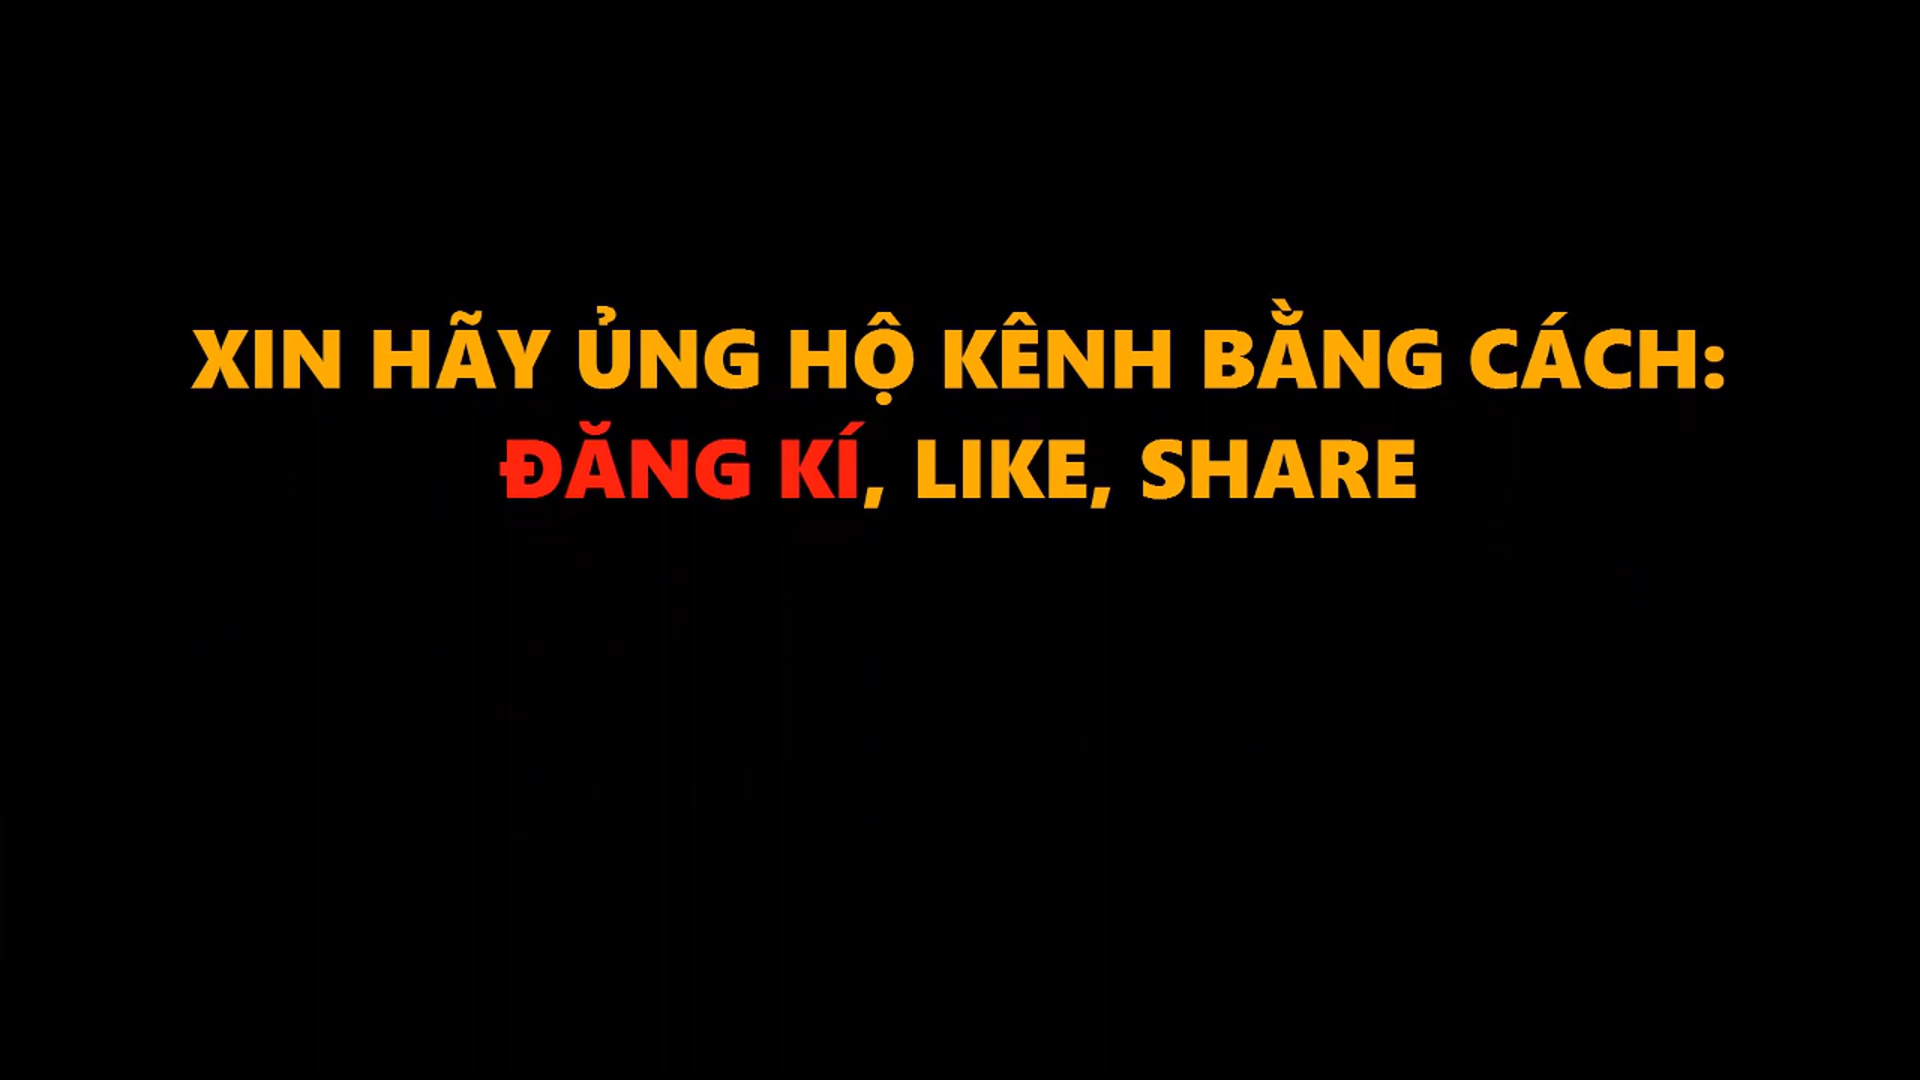 XIN HÃY ỦNG HỘ KÊNH BẰNG CÁCH:
ĐĂNG KÍ, LIKE, SHARE